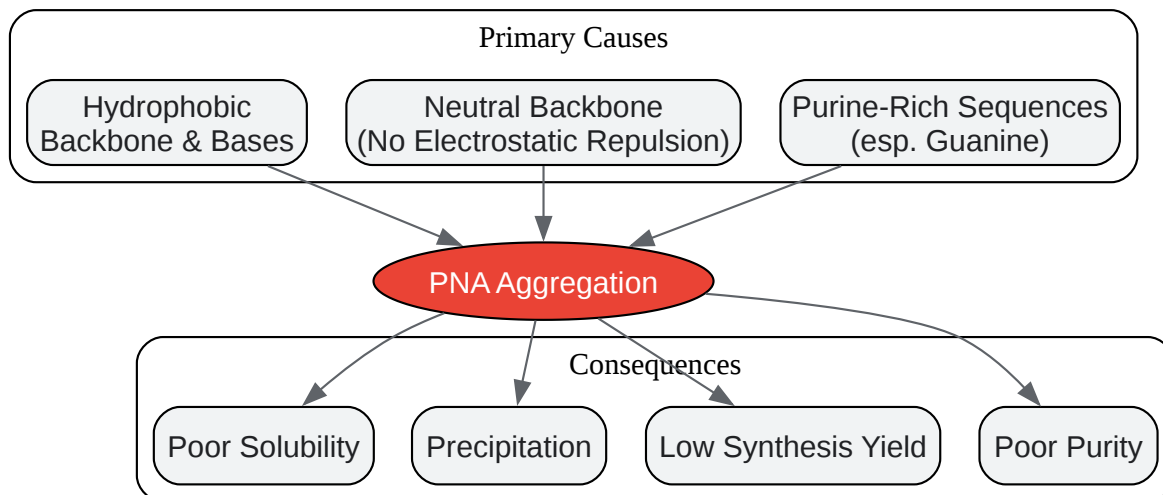 Primary Causes
Hydrophobic
Backbone & Bases
Neutral Backbone
(No Electrostatic Repulsion)
Purine-Rich Sequences
(esp. Guanine)
PNA Aggregation
Consequences
Poor Solubility
Precipitation
Low Synthesis Yield
Poor Purity